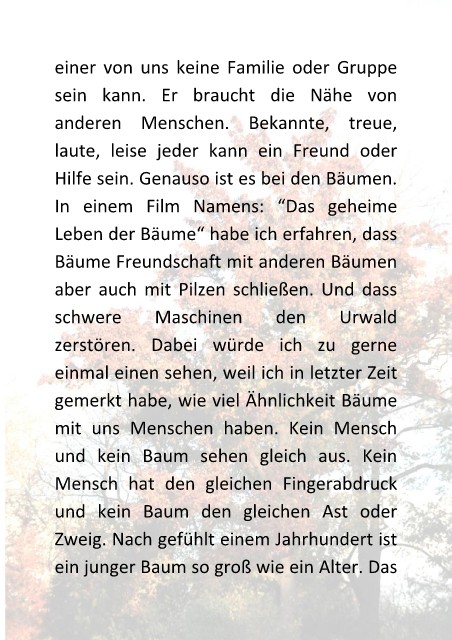 einer von uns keine Familie oder Gruppe
sein kann. Er braucht die Nähe von
anderen Menschen. Bekannte, treue,
laute, leise jeder kann ein Freund oder
Hilfe sein. Genauso ist es bei den Bäumen.
In einem Film Namens: “Das geheime
Leben der Bäume“ habe ich erfahren, dass
Bäume Freundschaft mit anderen Bäumen
aber auch mit Pilzen schließen. Und dass
schwere Maschinen den Urwald
zerstören. Dabei würde ich zu gerne
einmal einen sehen, weil ich in letzter Zeit
gemerkt habe, wie viel Ähnlichkeit Bäume
mit uns Menschen haben. Kein Mensch
und kein Baum sehen gleich aus. Kein
Mensch hat den gleichen Fingerabdruck
und kein Baum den gleichen Ast oder
Zweig. Nach gefühlt einem Jahrhundert ist
ein junger Baum so groß wie ein Alter. Das